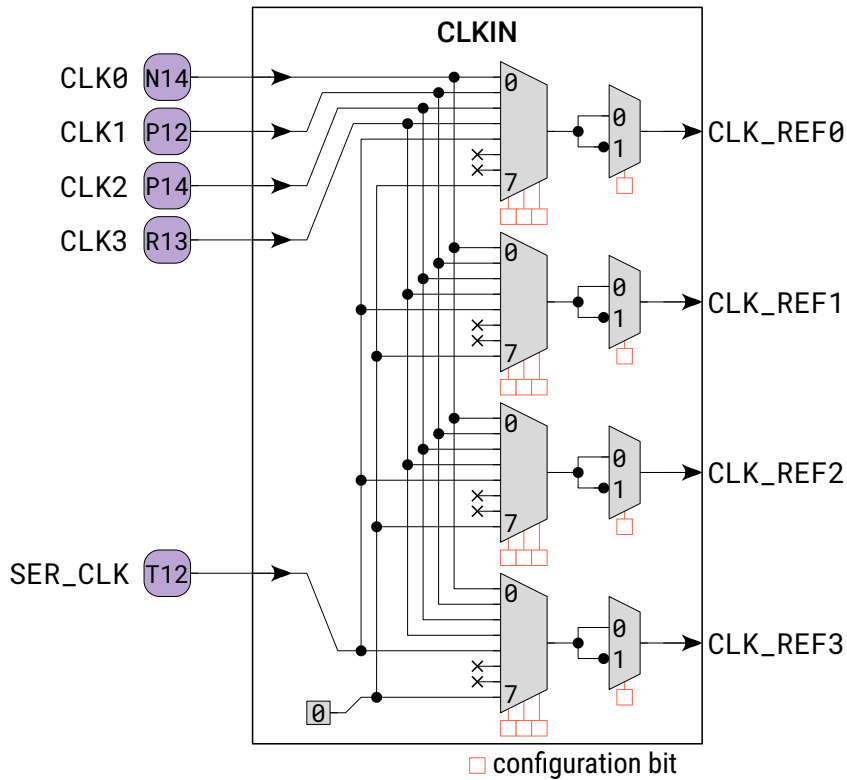 CLKIN
CLK0 N14
0
0
CLK1 P12
1
CLK_REF0
CLK2 P14
7
CLK3 R13
0
0
1
CLK_REF1
7
0
0
1
CLK_REF2
7
SER_CLK T12
0
0
1
CLK_REF3
7
0
configuration bit